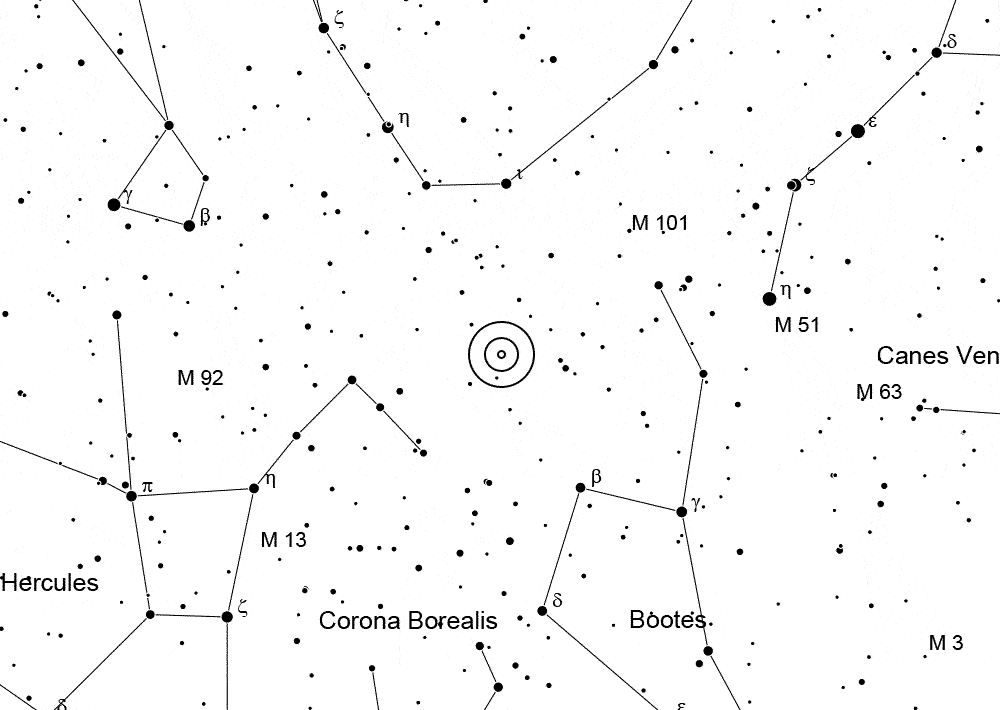 ζ
δ
η
ε
ι
ζ
γ
β
M 101
η
M 51
Canes Ven
M 92
M 63
β
η
π
γ
M 13
Hercules
δ
ζ
Corona Borealis
Bootes
M 3
δ
ε